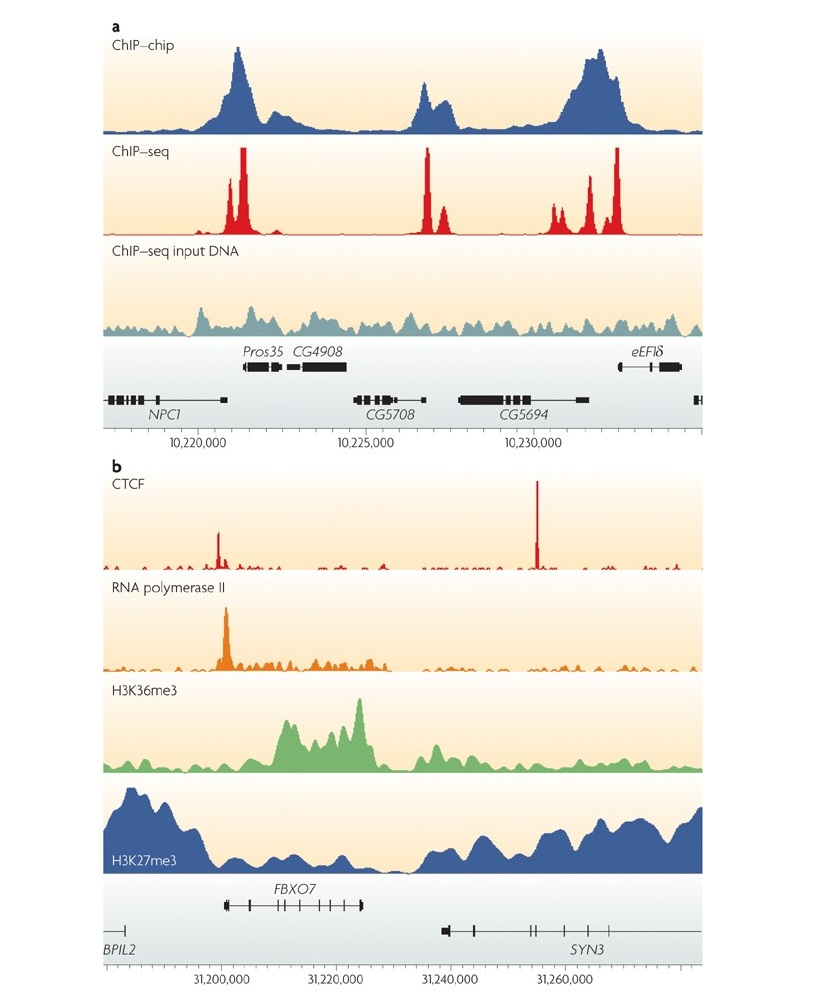 a
ChIP–chip
ChIP–seq
ChIP–seq input DNA
Pros35 CG4908 eEF1δ
NPC1 CG5708 CG5694
10,220,000 10,225,000 10,230,000
b
CTCF
RNA polymerase II
H3K36me3
H3K27me3
FBXO7
BPIL2 SYN3
31,200,000 31,220,000 31,240,000 31,260,000